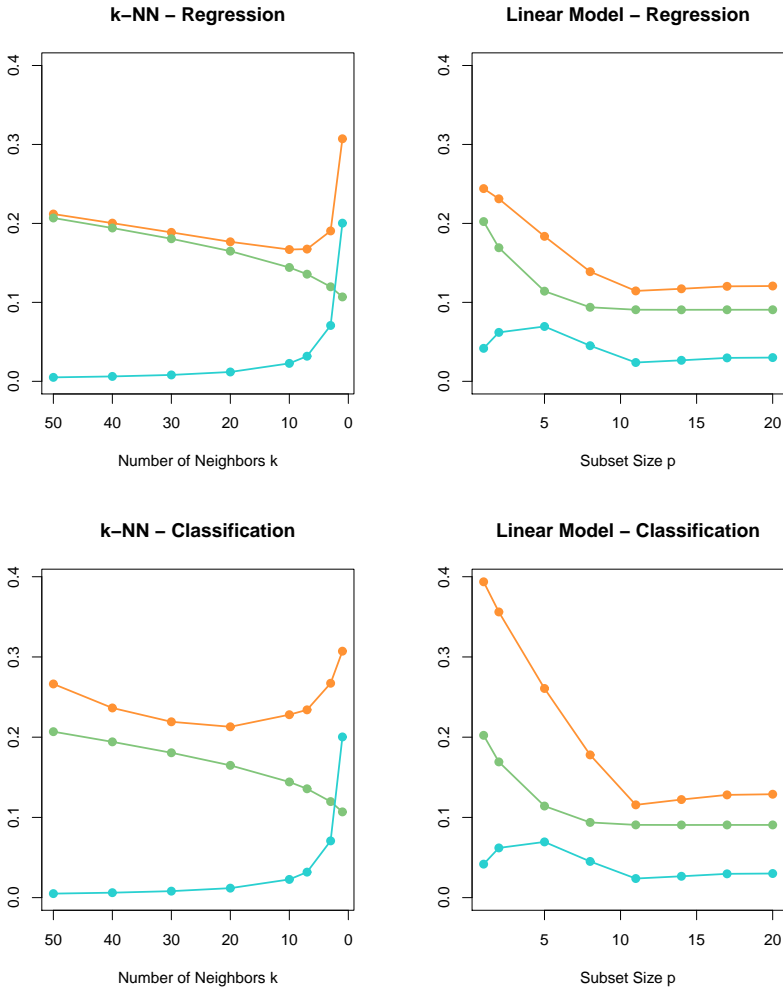 k−NN − Regression
0.0 0.1 0.2 0.3 0.4
50 40 30 20 10 0
Number of Neighbors k
Linear Model − Regression
0.0 0.1 0.2 0.3 0.4
5 10 15 20
Subset Size p
k−NN − Classification
0.0 0.1 0.2 0.3 0.4
50 40 30 20 10 0
Number of Neighbors k
Linear Model − Classification
0.0 0.1 0.2 0.3 0.4
5 10 15 20
Subset Size p